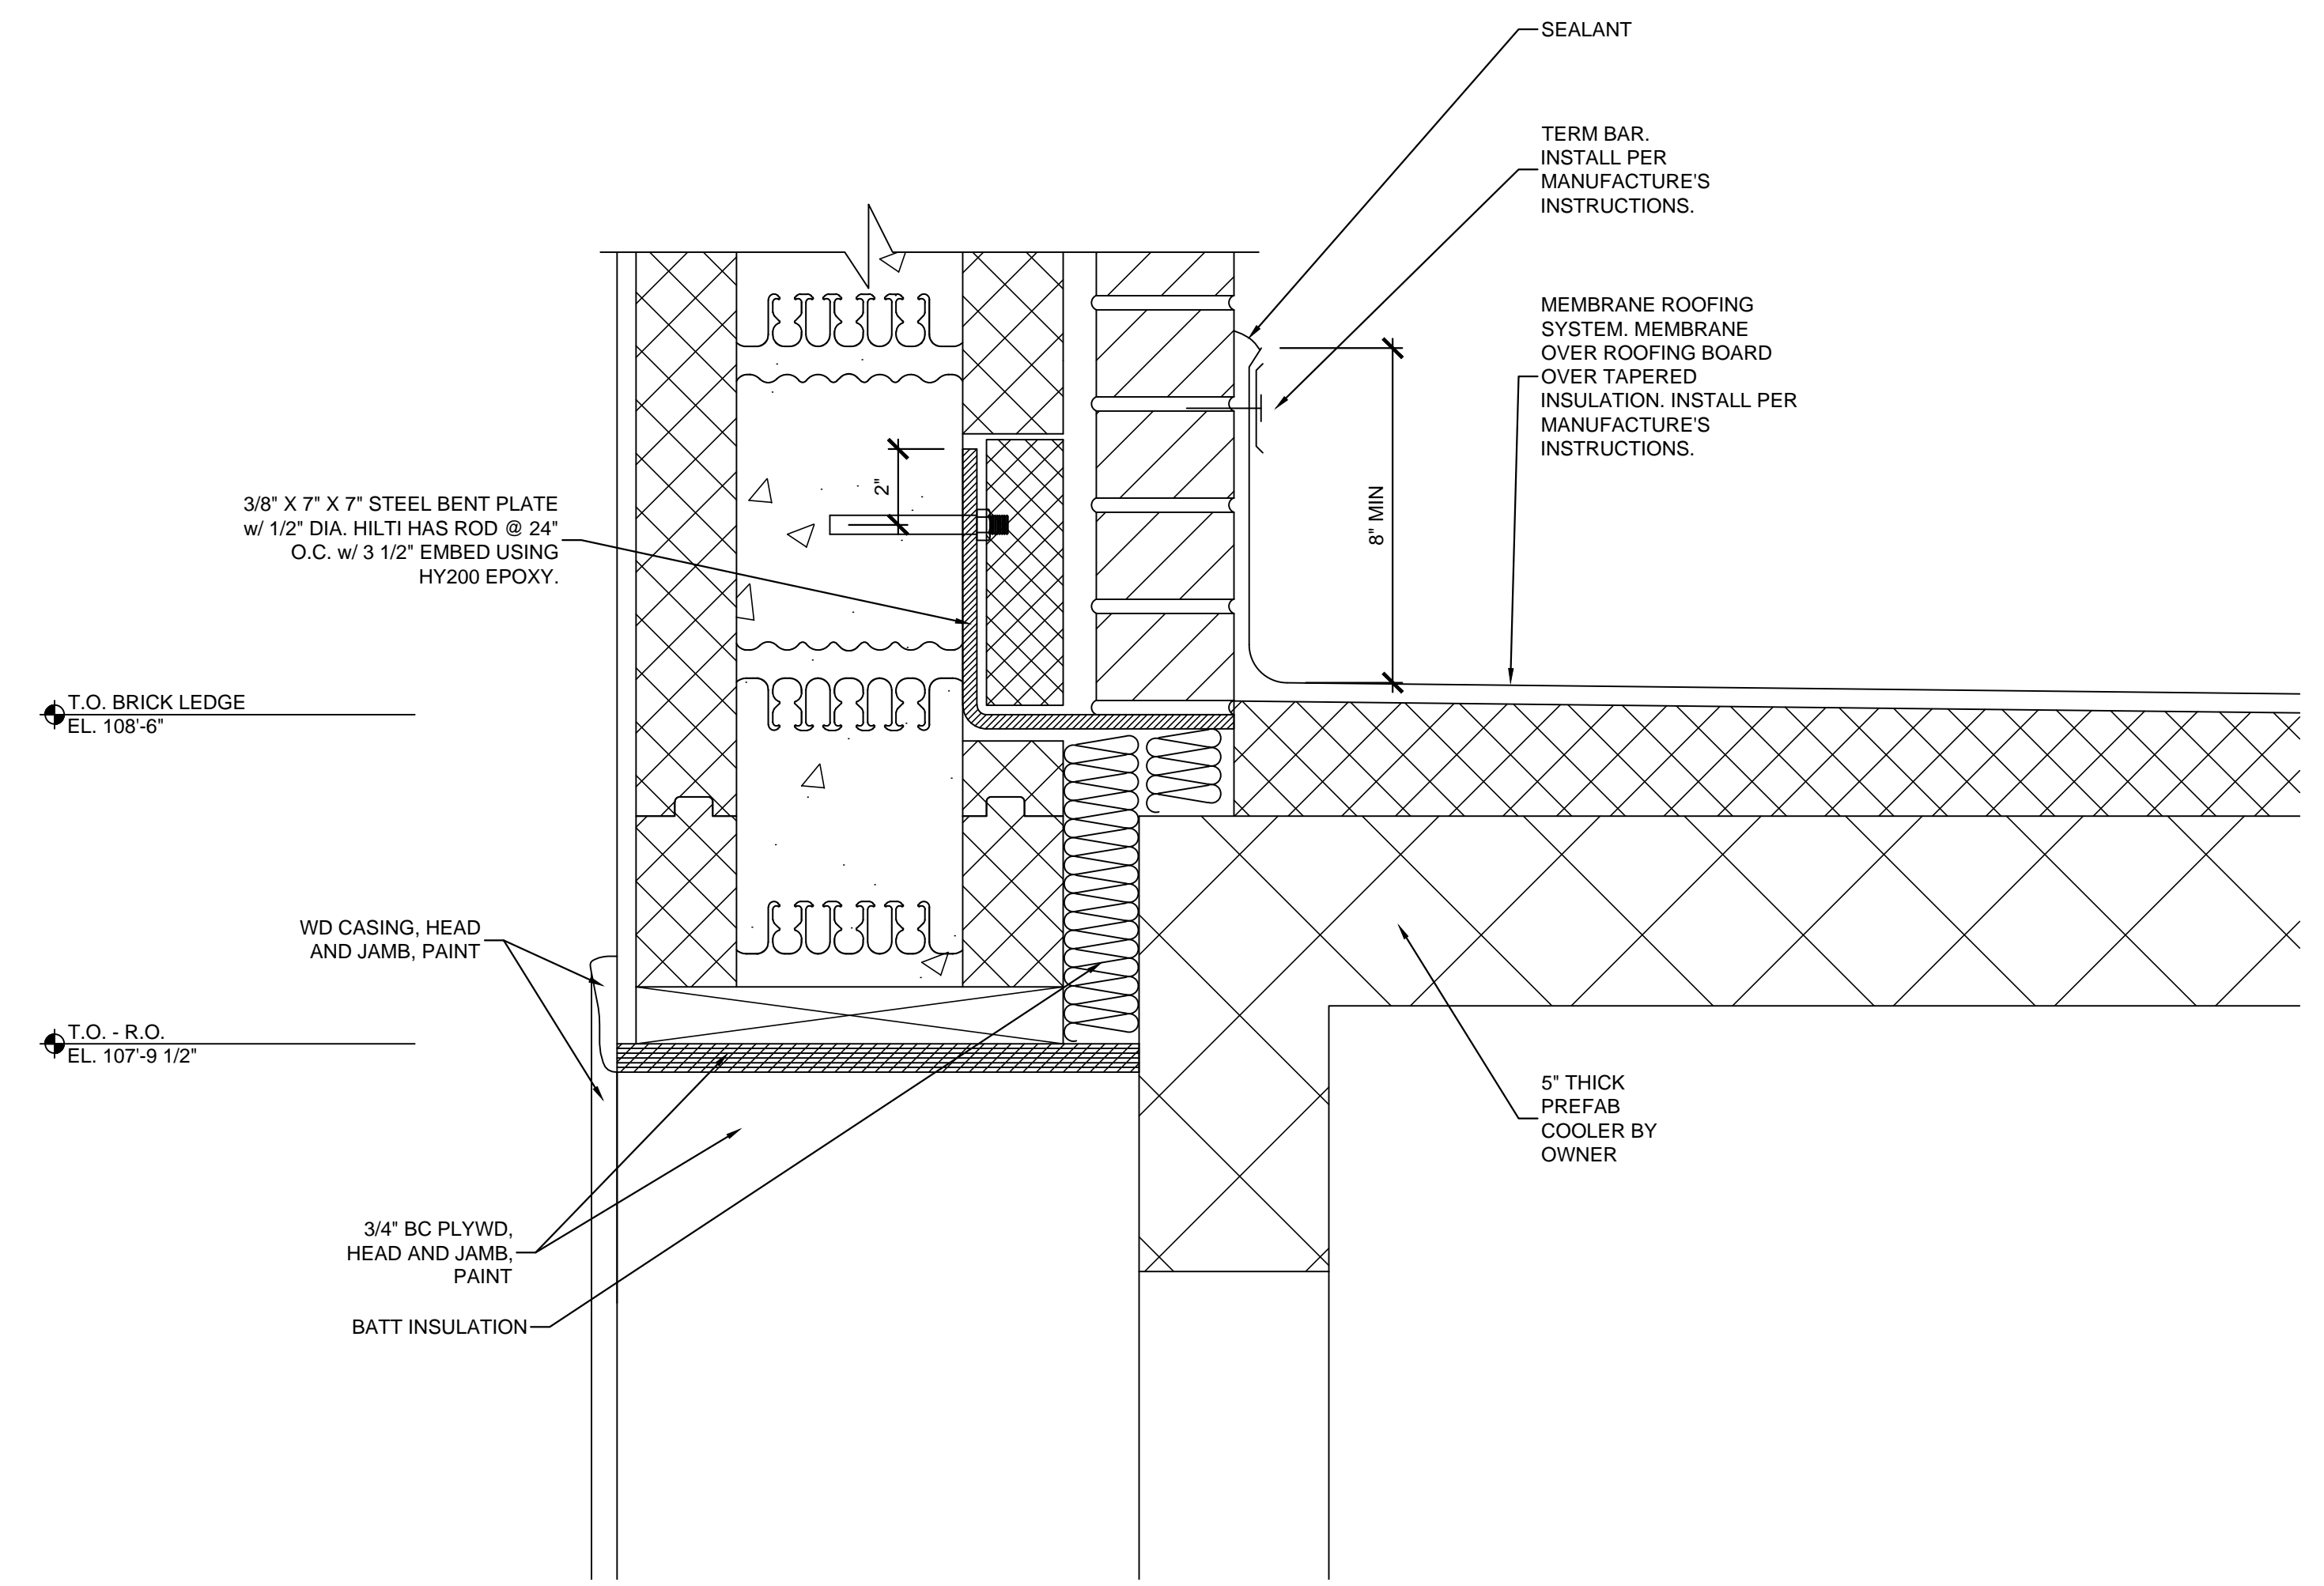 SEALANT
TERM BAR.
INSTALL PER
MANUFACTURE'S
INSTRUCTIONS.
MEMBRANE ROOFING
SYSTEM. MEMBRANE
OVER ROOFING BOARD
OVER TAPERED
INSULATION. INSTALL PER
MANUFACTURE'S
INSTRUCTIONS.
2"
8" MIN
3/8" X 7" X 7" STEEL BENT PLATE
w/ 1/2" DIA. HILTI HAS ROD @ 24"
O.C. w/ 3 1/2" EMBED USING
HY200 EPOXY.
T.O. BRICK LEDGE
EL. 108'-6"
WD CASING, HEAD
AND JAMB, PAINT
T.O. - R.O.
EL. 107'-9 1/2"
5" THICK
PREFAB
COOLER BY
OWNER
3/4" BC PLYWD,
HEAD AND JAMB,
PAINT
BATT INSULATION